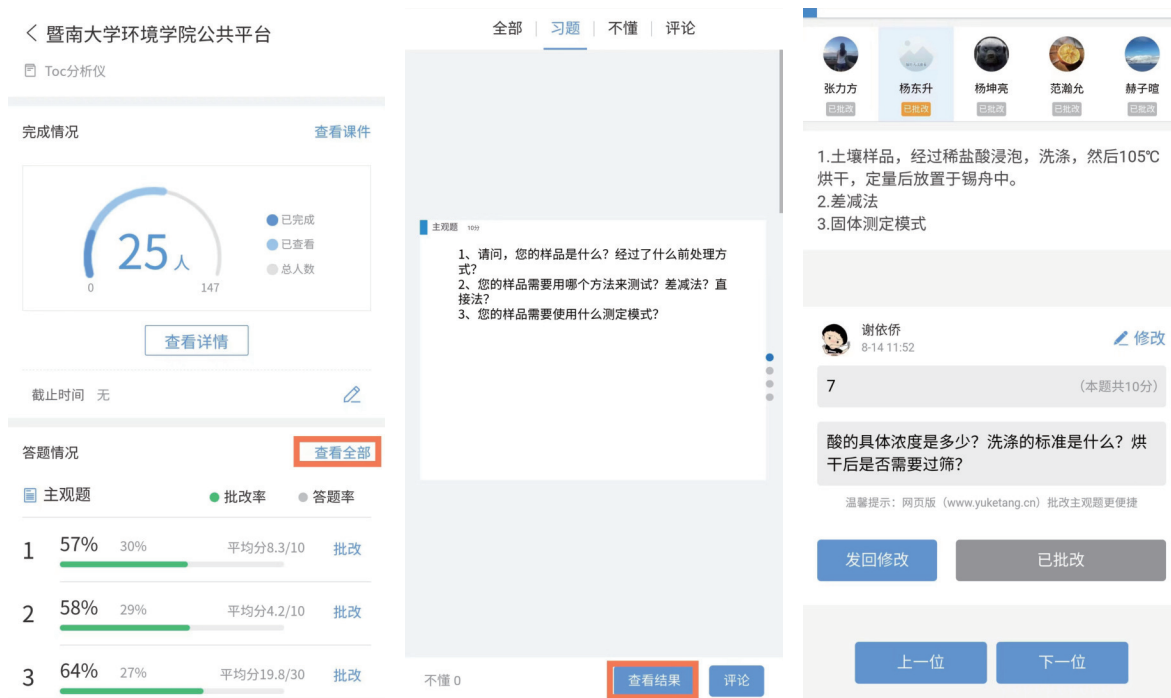 暨南大学环境学院公共平台
Toc分析仪
完成情况 查看课件
25人
0 147
已完成
已查看
总人数
查看详情
截止时间 无
答题情况 查看全部
主观题 批改率 答题率
1 57% 30% 平均分8.3/10 批改
2 58% 29% 平均分4.2/10 批改
3 64% 27% 平均分19.8/30 批改
全部 习题 不懂 评论
主观题 10分
1、请问，您的样品是什么？经过了什么前处理方
式？
2、您的样品需要用哪个方法来测试？差减法？直
接法？
3、您的样品需要使用什么测定模式？
不懂 0 查看结果 评论
张力方 杨东升 杨坤亮 范瀚允 赫子暄
已批改 已批改 已批改 已批改 已批改
1.土壤样品，经过稀盐酸浸泡，洗涤，然后105℃
烘干，定量后放置于锡舟中。
2.差减法
3.固体测定模式
谢依侨
8-14 11:52 修改
7 （本题共10分）
酸的具体浓度是多少？洗涤的标准是什么？烘
干后是否需要过筛？
温馨提示：网页版（www.yuketang.cn）批改主观题更便捷
发回修改 已批改
上一位 下一位